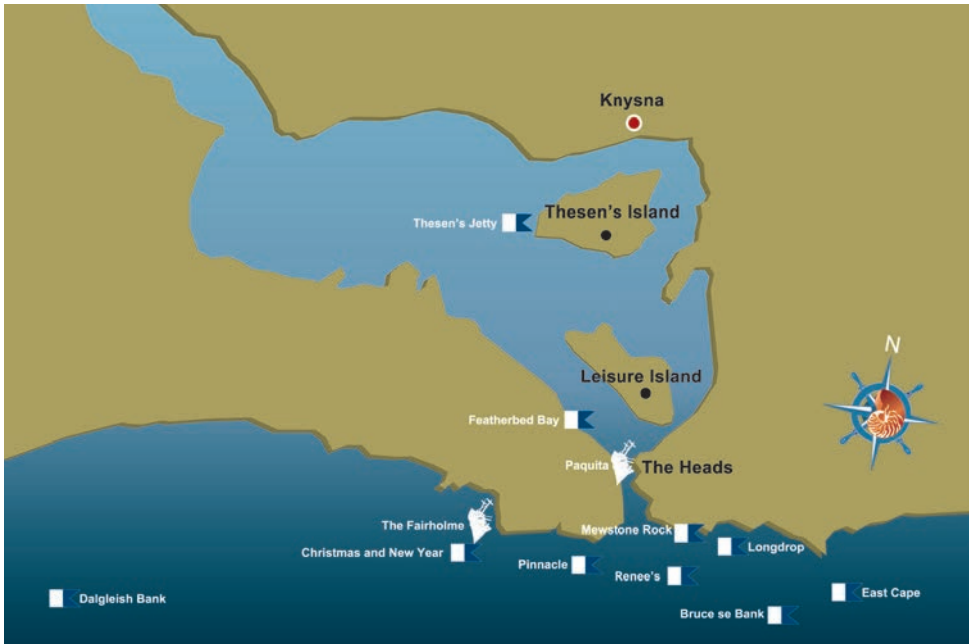 Knysna
Thesen's Island
Thesen's Jetty
N
Leisure Island
Featherbed Bay
Paquita
The Heads
The Fairholme
Mewstone Rock
Christmas and New Year
Longdrop
Pinnacle
Renee's
Dalgleish Bank
East Cape
Bruce se Bank